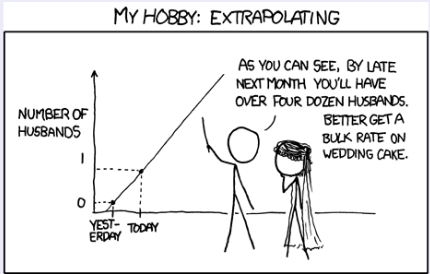 MY HOBBY: EXTRAPOLATING
AS YOU CAN SEE, BY LATE
NEXT MONTH YOU'LL HAVE
OVER FOUR DOZEN HUSBANDS.
BETTER GET A
BULK RATE ON
WEDDING CAKE.
NUMBER OF
HUSBANDS
1
0
YEST-
ERDAY
TODAY